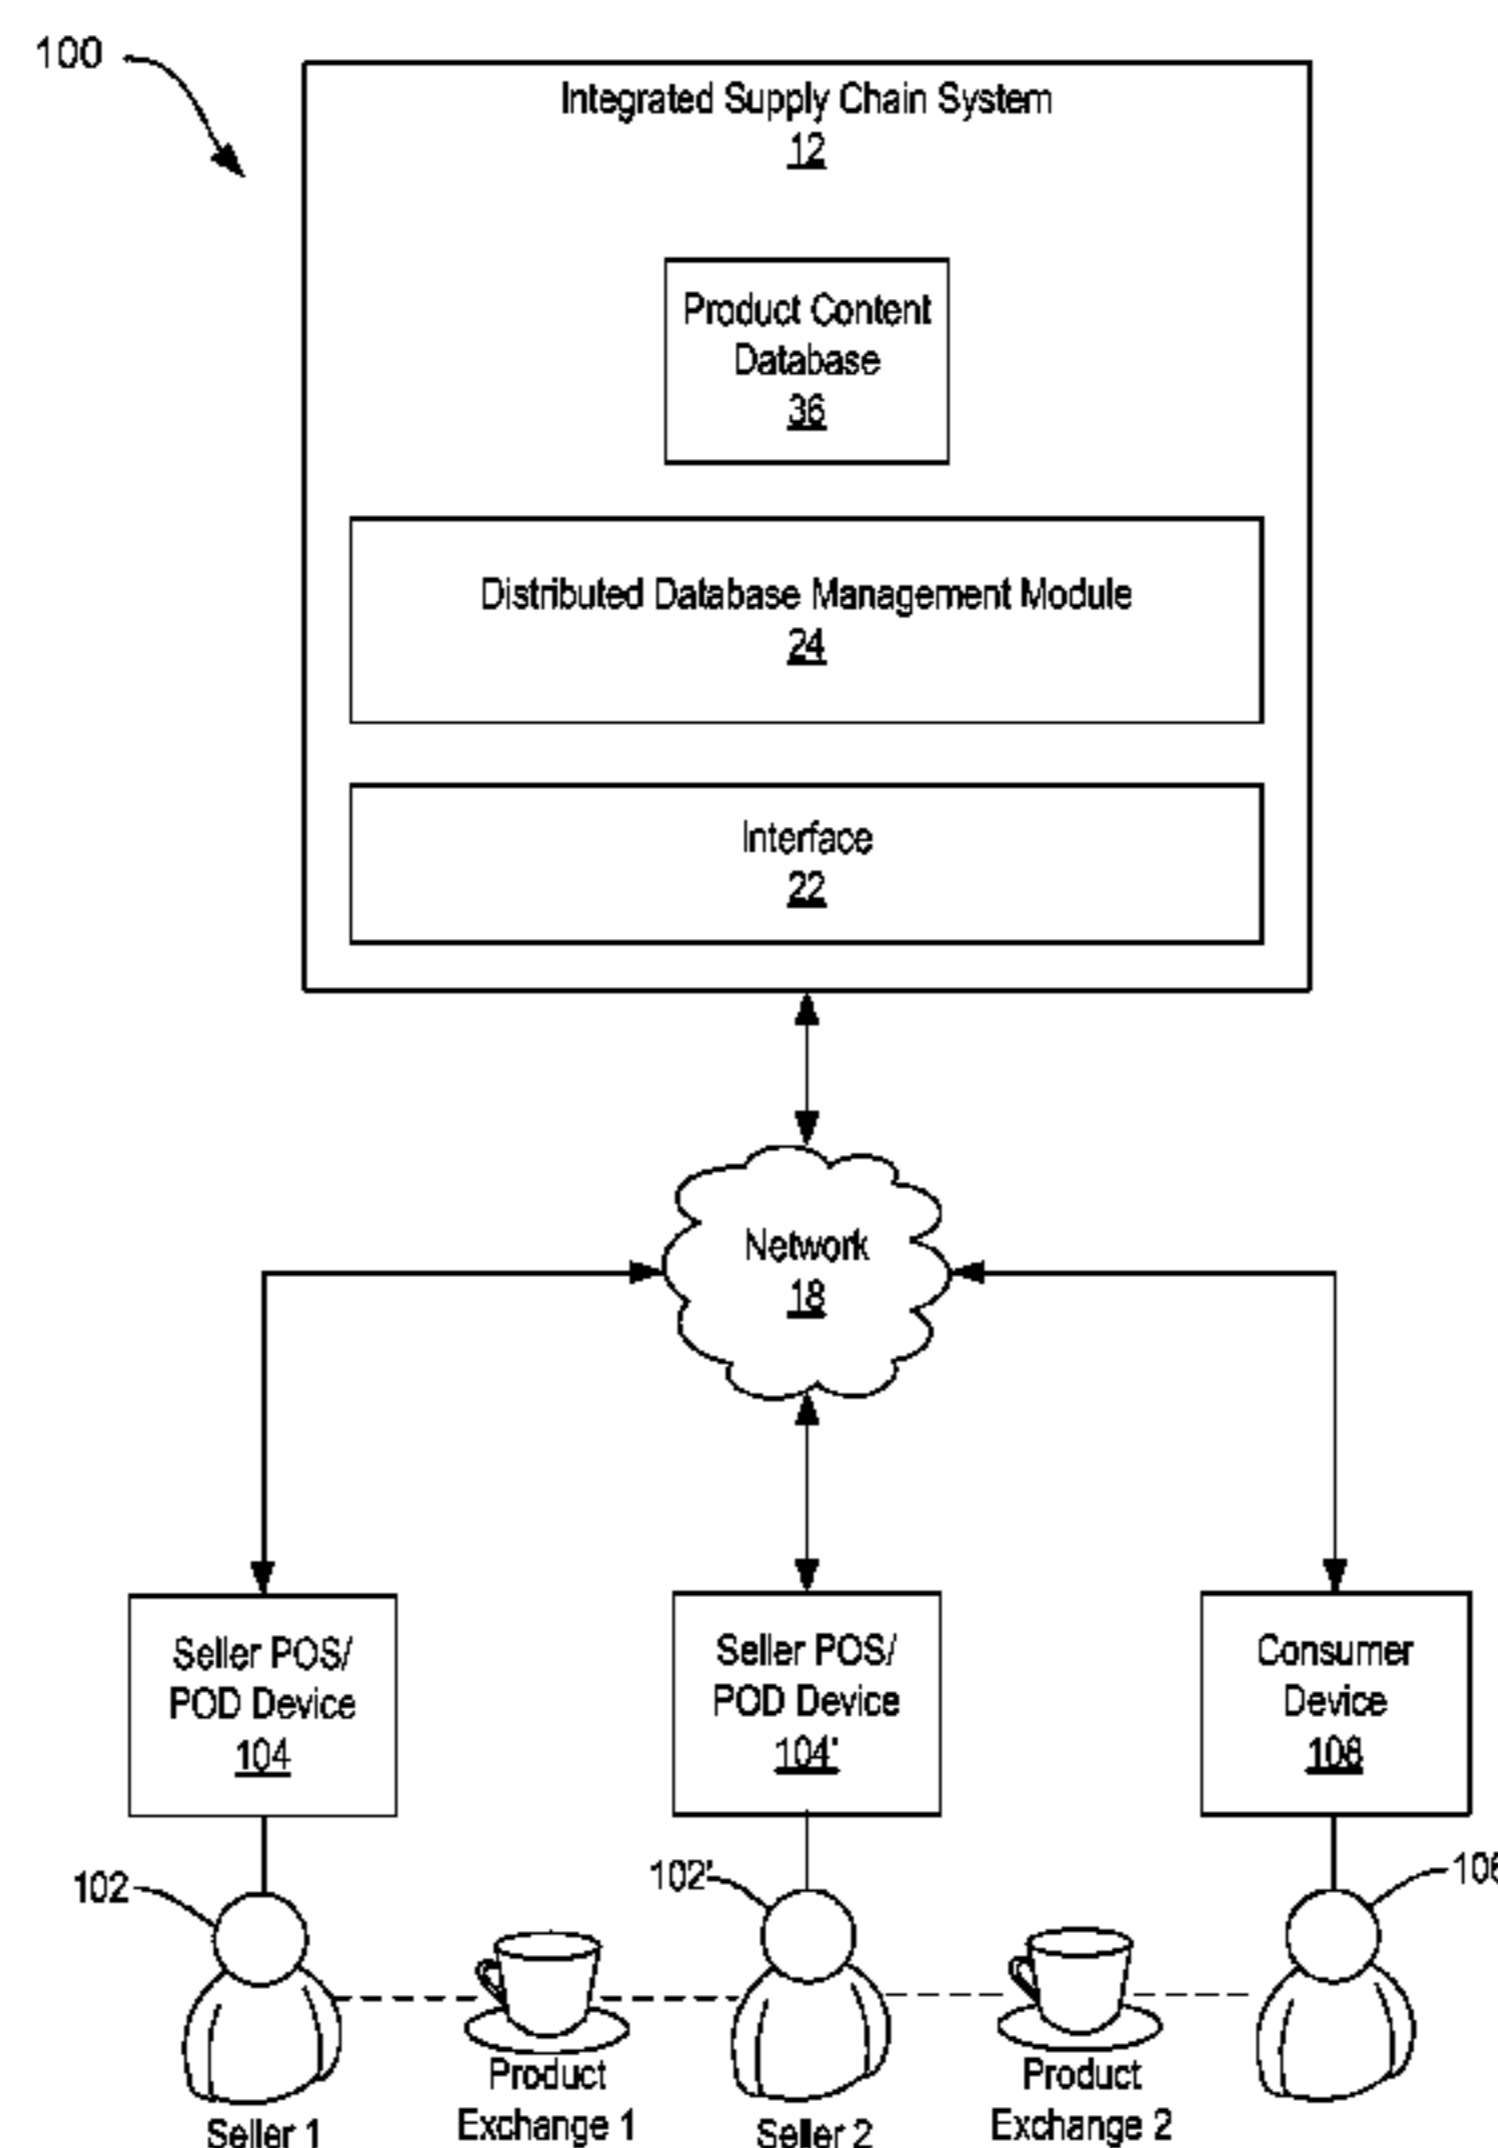 100
Integrated Supply Chain System
12
Product Content
Database
36
Distributed Database Management Module
24
Interface
22
Network
18
Seller POS/
POD Device
104
Seller POS/
POD Device
104'
Consumer
Device
108
102
102'
Product
Exchange 1
Product
Exchange 2
Seller 1
Seller 2